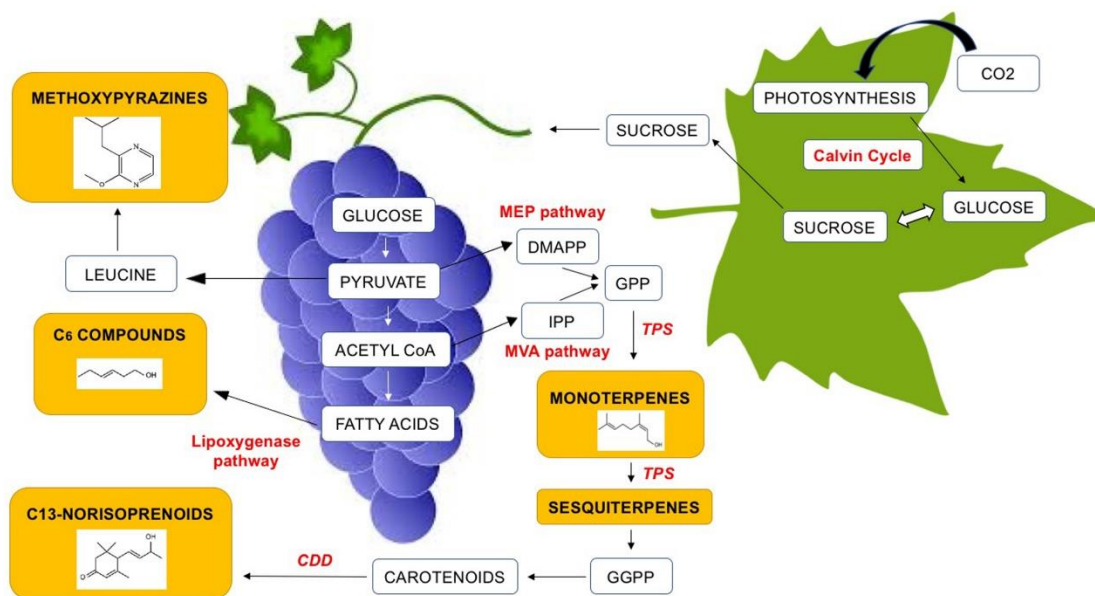 CO2
PHOTOSYNTHESIS
Calvin Cycle
GLUCOSE
SUCROSE
SUCROSE
METHOXYPYRAZINES
N
N
O
GLUCOSE
MEP pathway
DMAPP
LEUCINE
PYRUVATE
GPP
IPP
TPS
ACETYL CoA
MVA pathway
C6 COMPOUNDS
OH
FATTY ACIDS
Lipoxygenase
pathway
MONOTERPENES
OH
TPS
SESQUITERPENES
C13-NORISOPRENOIDS
OH
O
CDD
CAROTENOIDS
GGPP